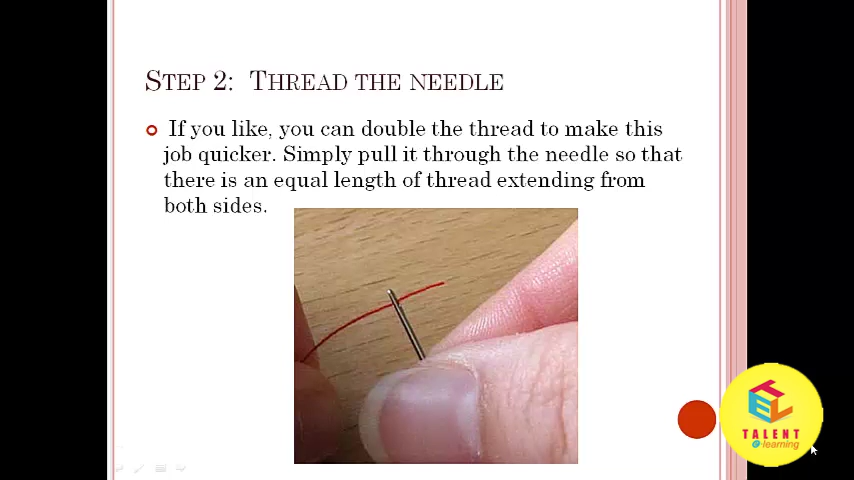 Step 2: Thread the needle
If you like, you can double the thread to make this
job quicker. Simply pull it through the needle so that
there is an equal length of thread extending from
both sides.
TEL
TALENT
e-learning